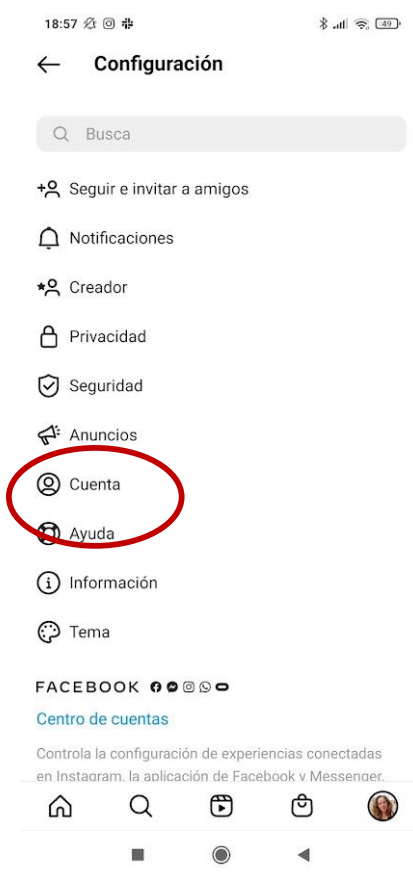 18:57
49
Configuración
Busca
Seguir e invitar a amigos
Notificaciones
Creador
Privacidad
Seguridad
Anuncios
Cuenta
Ayuda
Información
Tema
FACEBOOK
Centro de cuentas
Controla la configuración de experiencias conectadas
en Instagram, la aplicación de Facebook y Messenger,